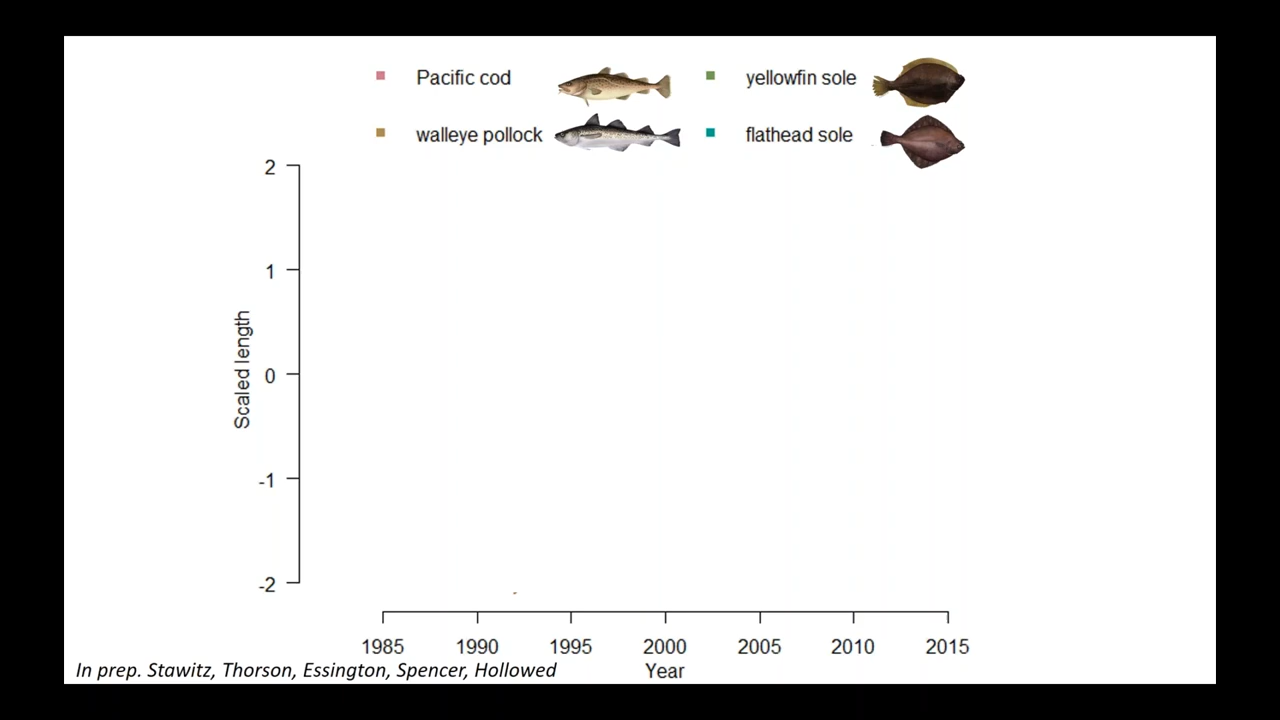 Pacific cod
yellowfin sole
walleye pollock
flathead sole
2
1
0
-1
-2
Scaled length
1985 1990 1995 2000 2005 2010 2015
Year
In prep. Stawitz, Thorson, Essington, Spencer, Hollowed